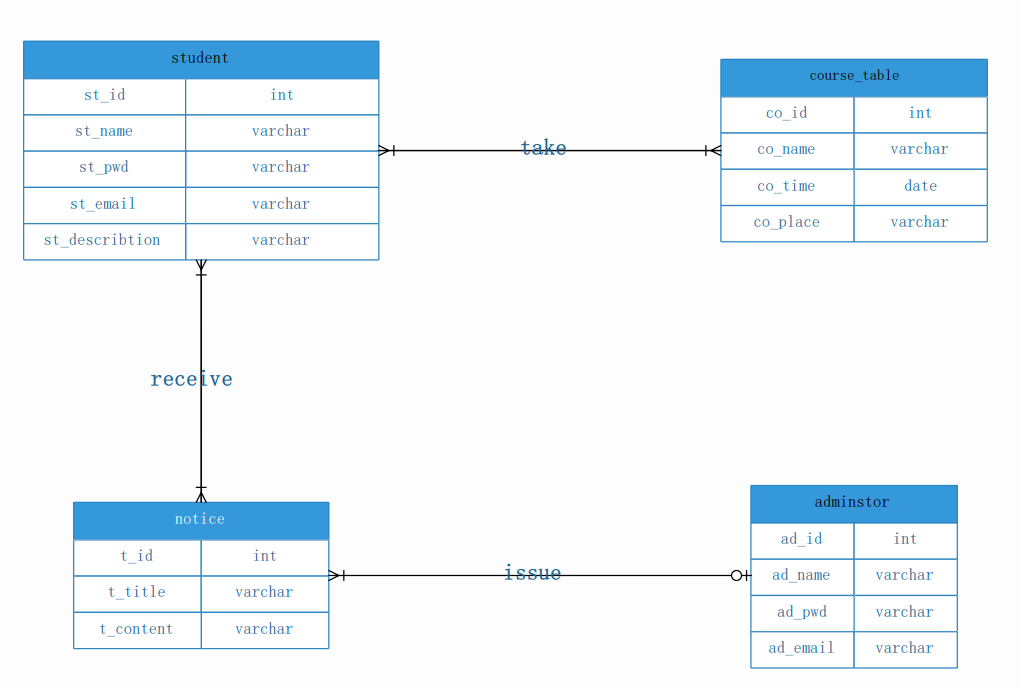 student
st_id int
st_name varchar
st_pwd varchar
st_email varchar
st_describtion varchar
take
course_table
co_id int
co_name varchar
co_time date
co_place varchar
receive
notice
t_id int
t_title varchar
t_content varchar
issue
adminstor
ad_id int
ad_name varchar
ad_pwd varchar
ad_email varchar